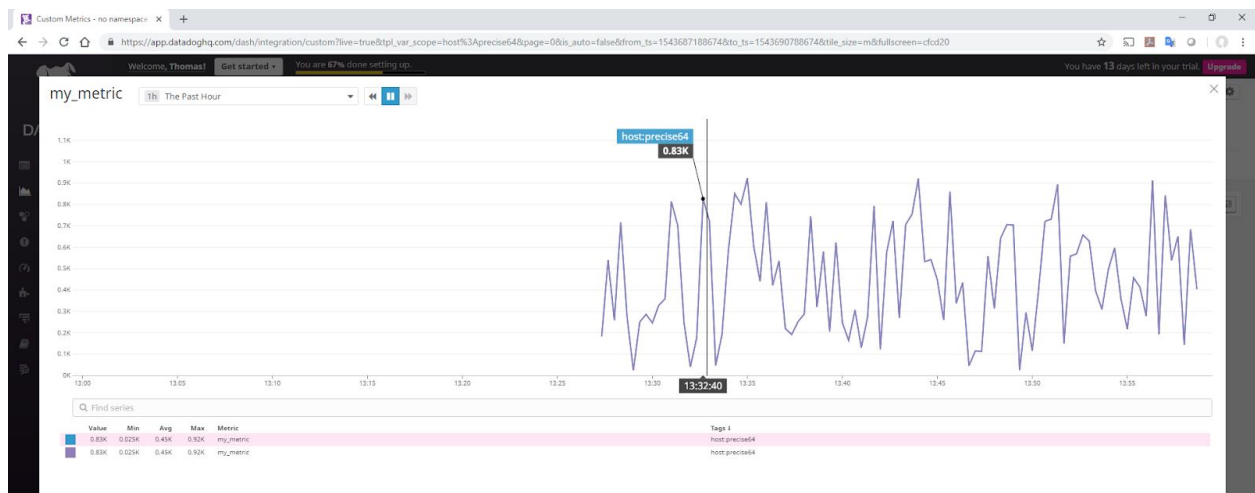 Custom Metrics - no namespace
https://app.datadoghq.com/dash/integration/custom?live=true&tpl_var_scope=host%3Aprecise64&page=0&is_auto=false&from_ts=1543687188674&to_ts=1543690788674&tile_size=m&fullscreen=cfcd20
Welcome, Thomas! Get started You are 67% done setting up. You have 13 days left in your trial. Upgrade
my_metric 1h The Past Hour
DA
host:precise64
0.83K
1.1K
1K
0.9K
0.8K
0.7K
0.6K
0.5K
0.4K
0.3K
0.2K
0.1K
0K
13:00 13:05 13:10 13:15 13:20 13:25 13:30 13:32:40 13:35 13:40 13:45 13:50 13:55
Find series
Value Min Avg Max Metric Tags
0.83K 0.025K 0.45K 0.92K my_metric host:precise64
0.83K 0.025K 0.45K 0.92K my_metric host:precise64